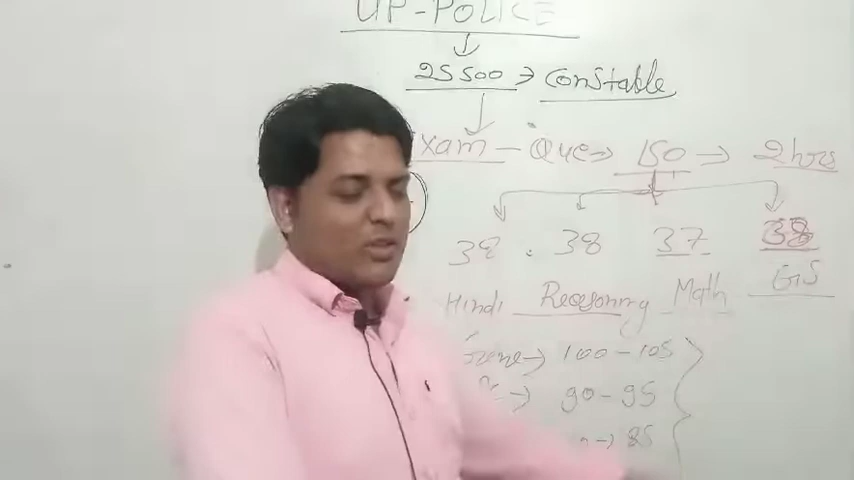 UP-POLICE
25500 → Constable
xam - Que → 150 → 2hrs
38 . 38 37 38
Hindi Reasoning Math GS
→ 100-105
→ 90-95
→ 85